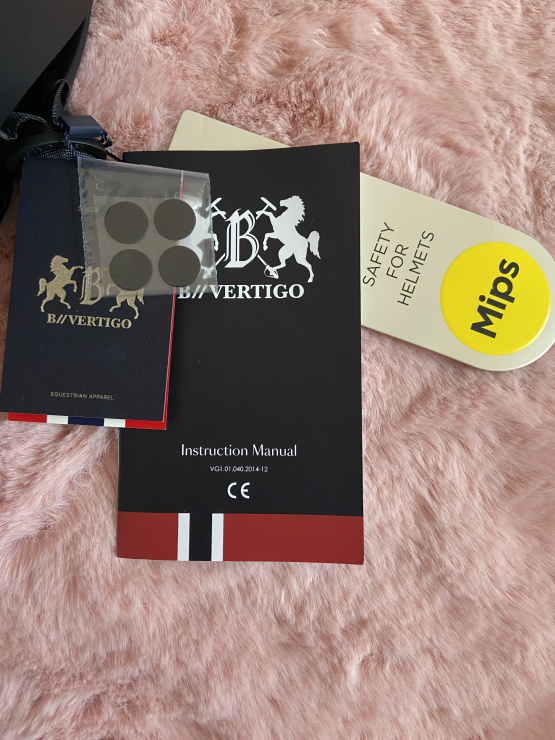 B
B//VERTIGO
EQUESTRIAN APPAREL
B
B//VERTIGO
Instruction Manual
VG1.01.040.2014-12
CE
SAFETY
FOR
HELMETS
Mips